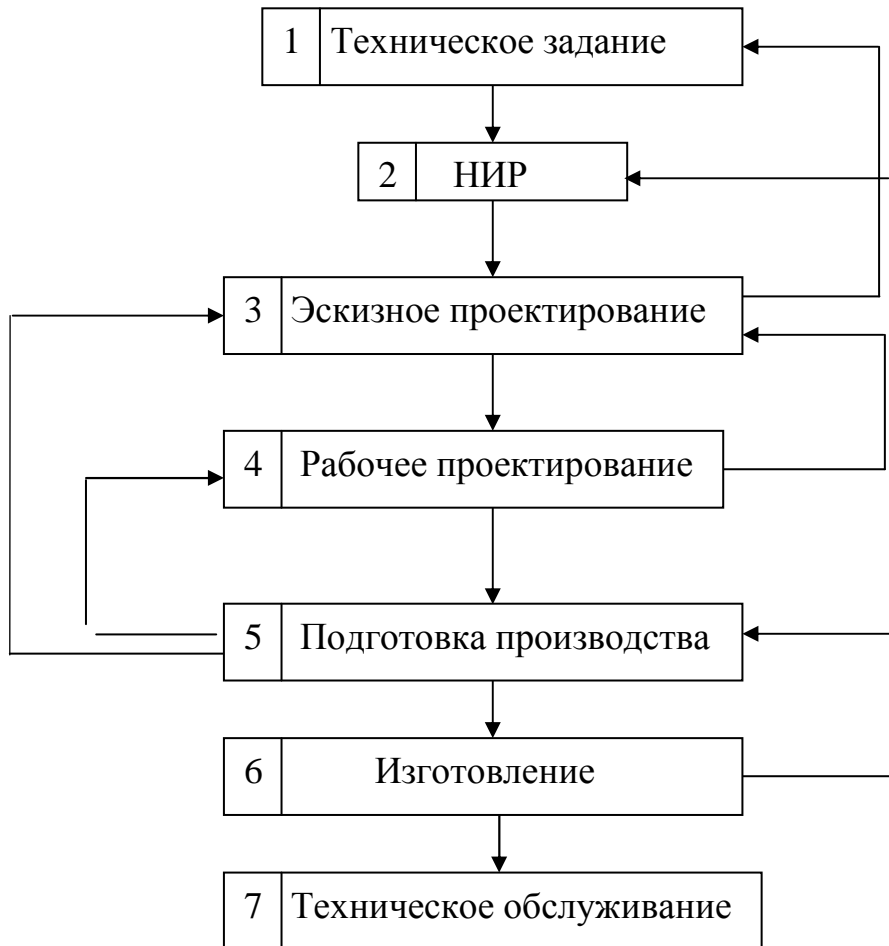 1 Техническое задание
2 НИР
3 Эскизное проектирование
4 Рабочее проектирование
5 Подготовка производства
6 Изготовление
7 Техническое обслуживание